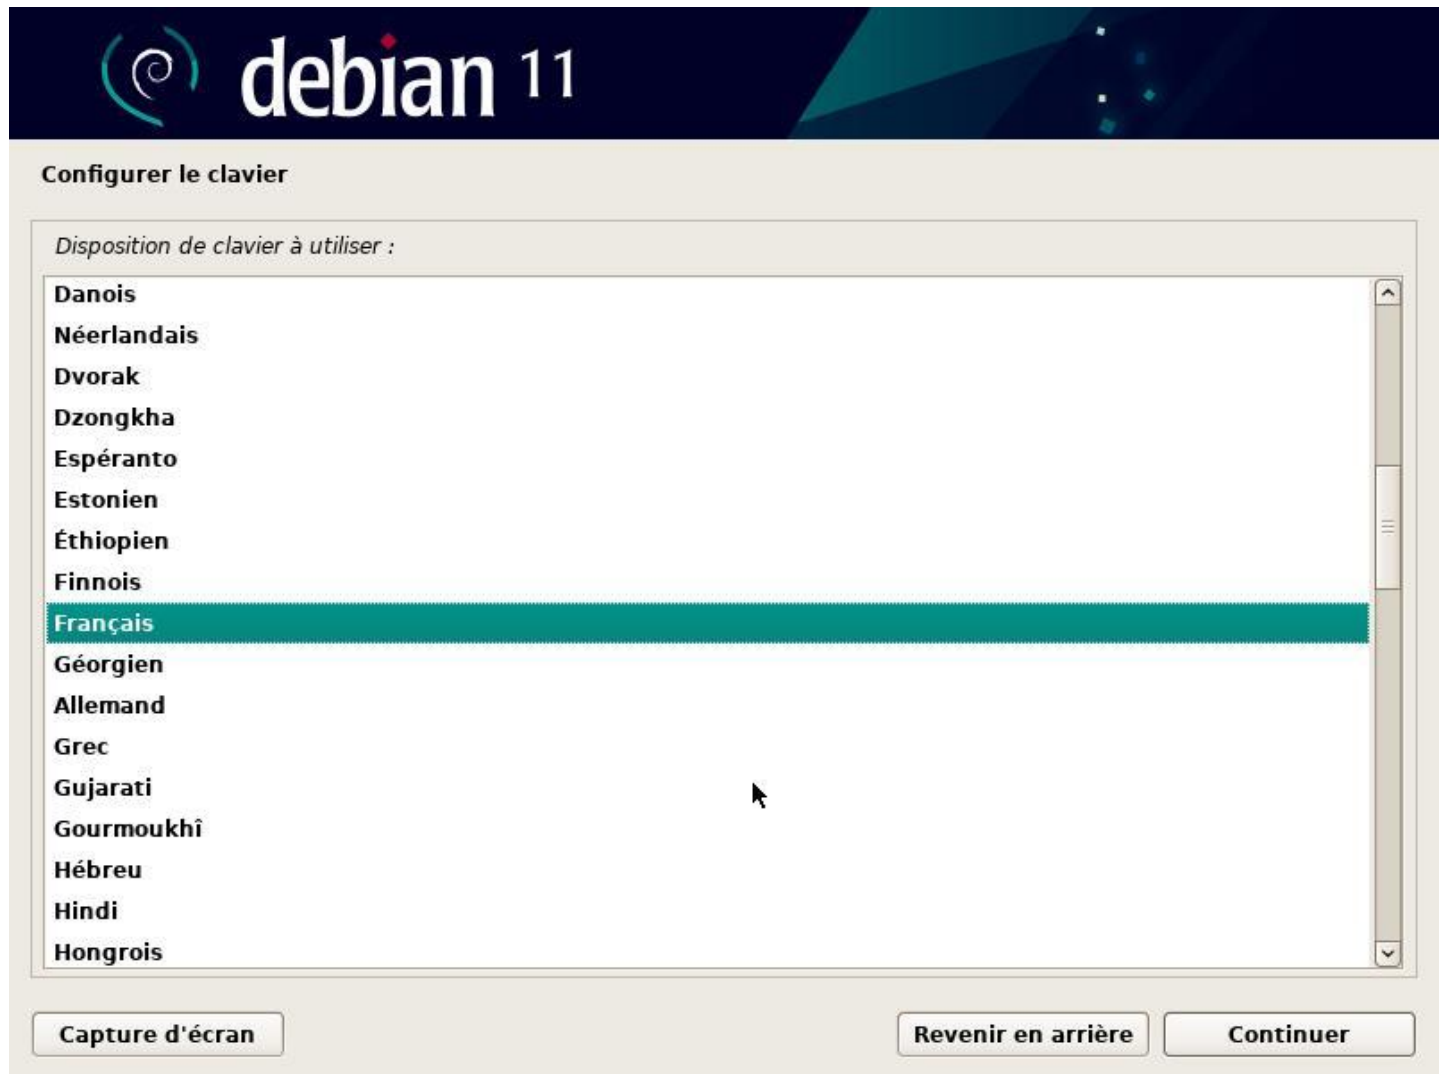 debian 11
Configurer le clavier
Disposition de clavier à utiliser :
Danois
Néerlandais
Dvorak
Dzongkha
Espéranto
Estonien
Éthiopien
Finnois
Français
Géorgien
Allemand
Grec
Gujarati
Gourmoukhî
Hébreu
Hindi
Hongrois
Capture d'écran
Revenir en arrière
Continuer